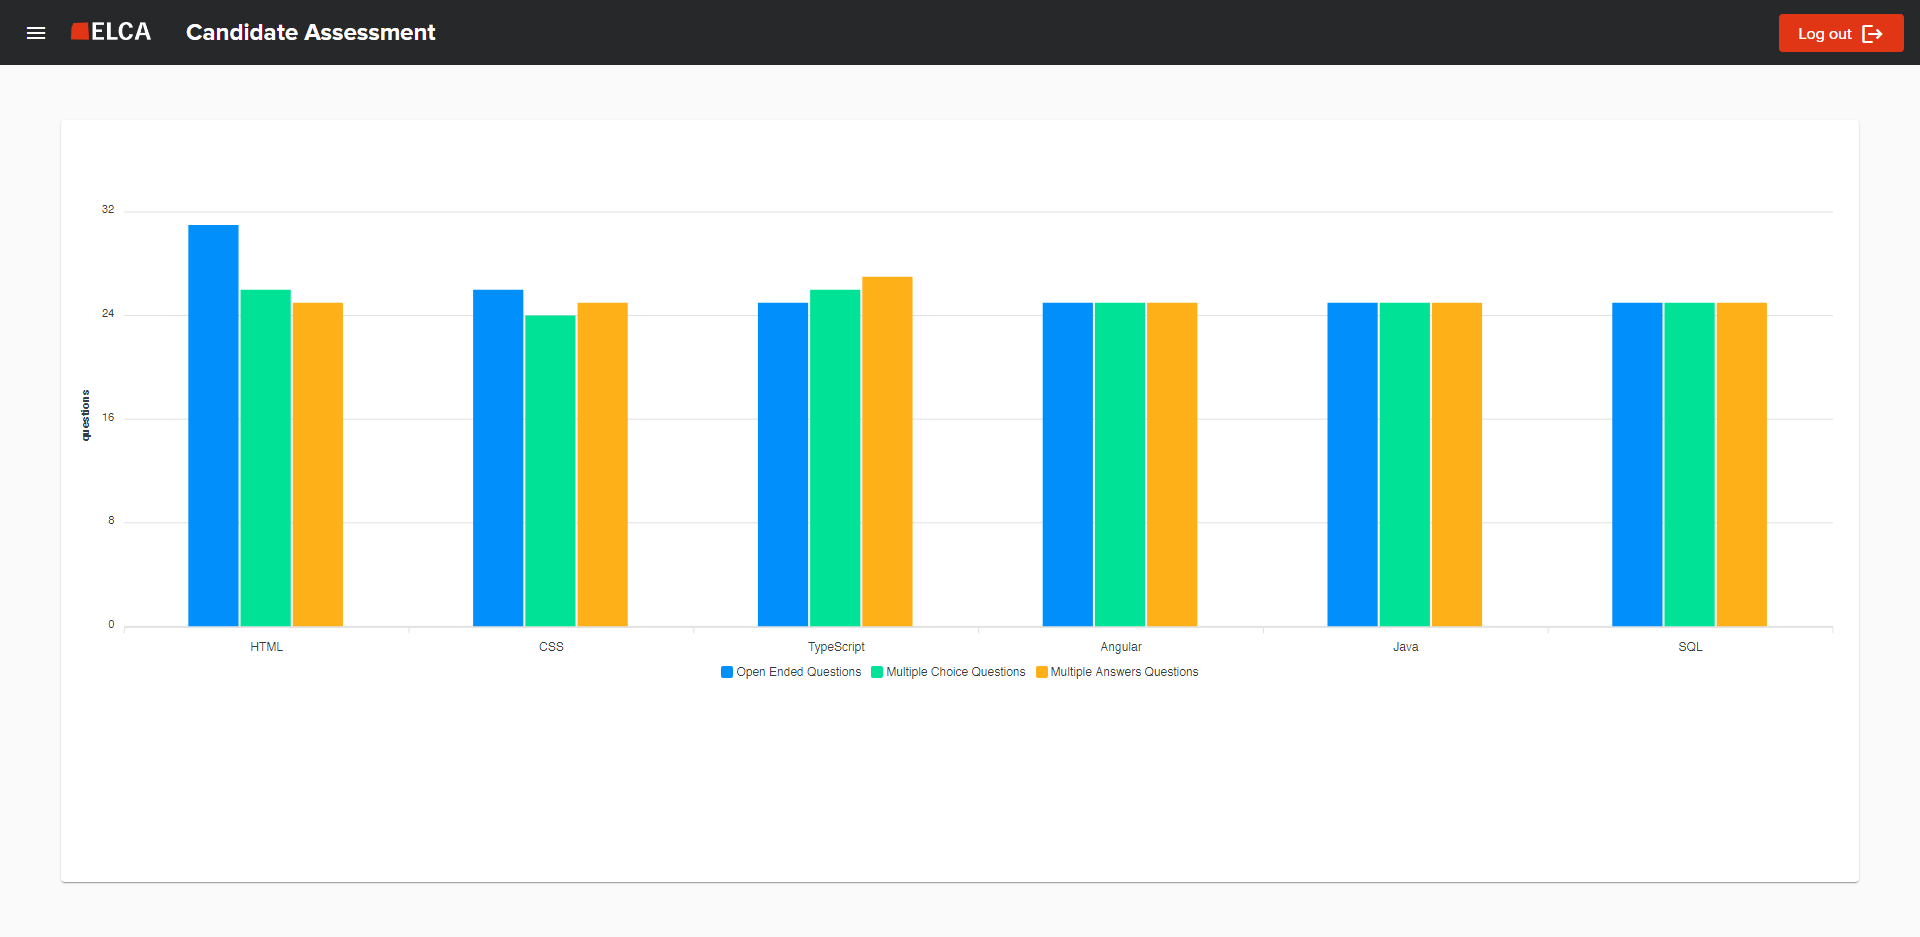 ELCA Candidate Assessment Log out
32
24
16
8
0
questions
HTML CSS TypeScript Angular Java SQL
Open Ended Questions Multiple Choice Questions Multiple Answers Questions